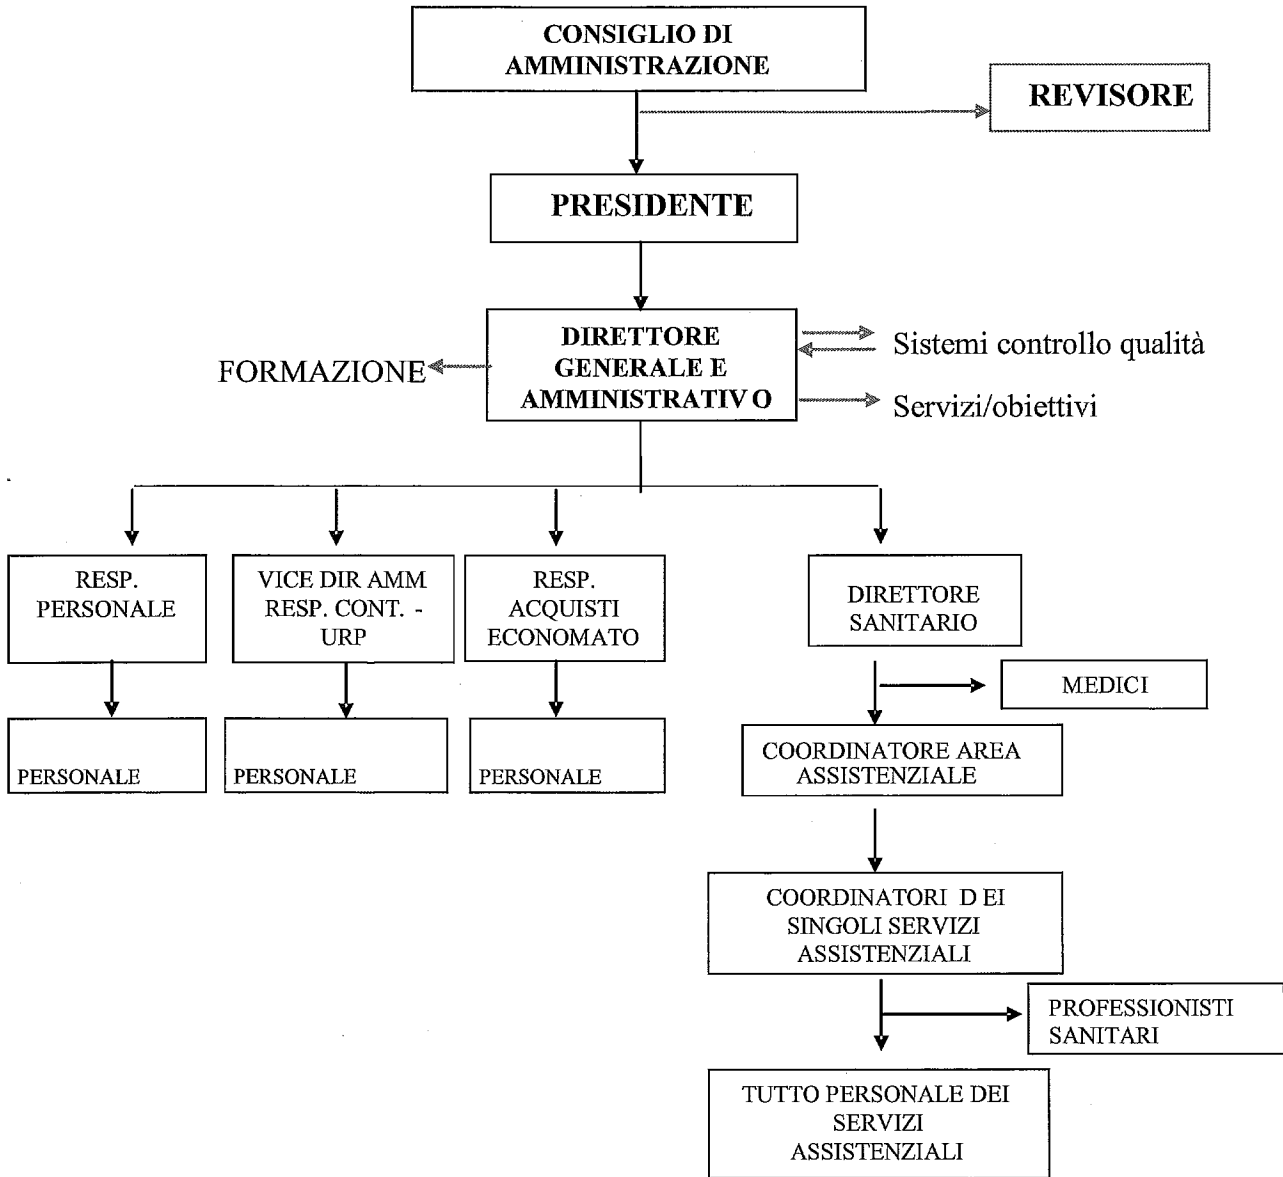 CONSIGLIO DI
AMMINISTRAZIONE
REVISORE
PRESIDENTE
DIRETTORE
GENERALE E
AMMINISTRATIV O
FORMAZIONE
Sistemi controllo qualità
Servizi/obiettivi
RESP.
PERSONALE
VICE DIR AMM
RESP. CONT. -
URP
RESP.
ACQUISTI
ECONOMATO
DIRETTORE
SANITARIO
MEDICI
PERSONALE
PERSONALE
PERSONALE
COORDINATORE AREA
ASSISTENZIALE
COORDINATORI D EI
SINGOLI SERVIZI
ASSISTENZIALI
PROFESSIONISTI
SANITARI
TUTTO PERSONALE DEI
SERVIZI
ASSISTENZIALI